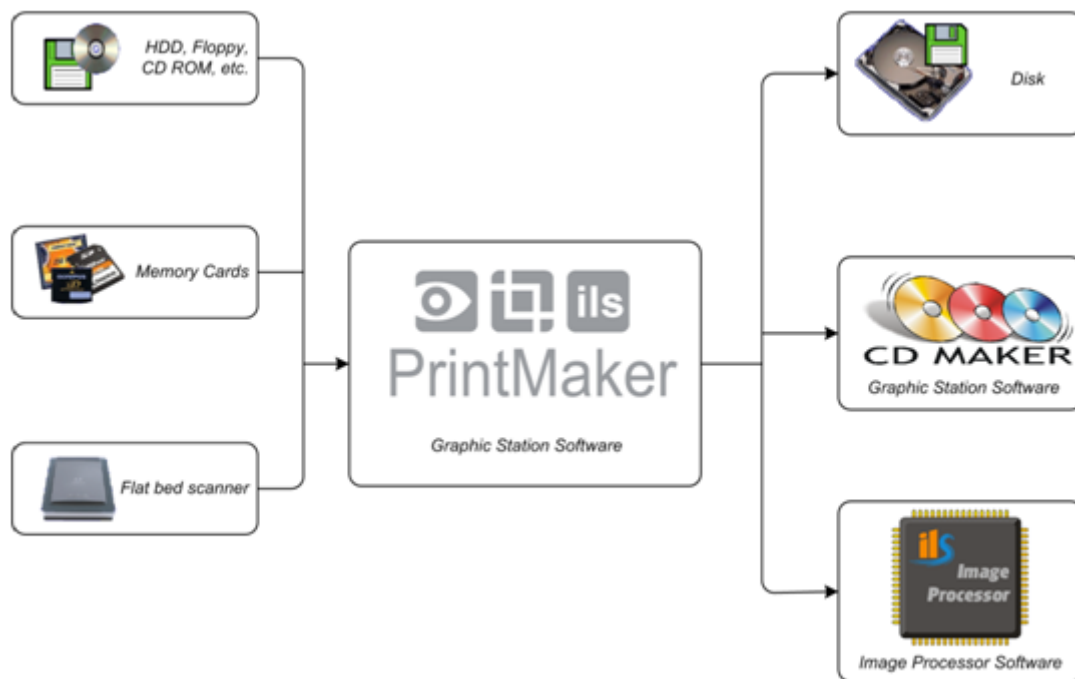 HDD, Floppy,
CD ROM, etc.
Memory Cards
Flat bed scanner
ils
PrintMaker
Graphic Station Software
Disk
CD MAKER
Graphic Station Software
ils
Image
Processor
Image Processor Software